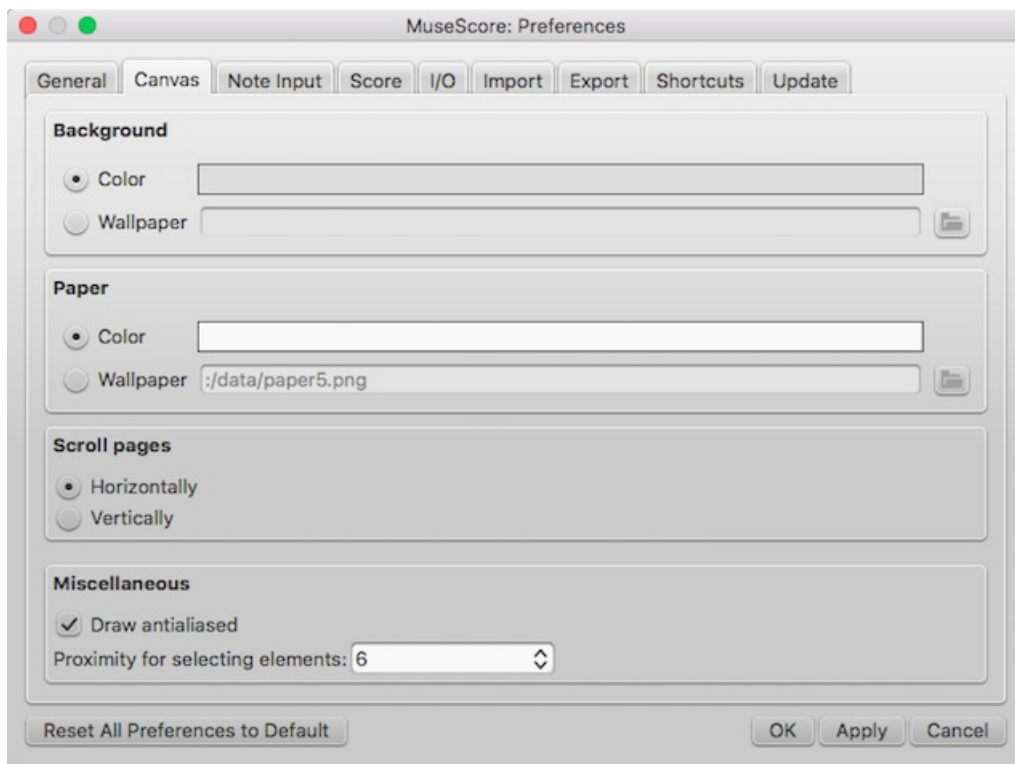 MuseScore: Preferences
General Canvas Note Input Score I/O Import Export Shortcuts Update
Background
Color
Wallpaper
Paper
Color
Wallpaper :/data/paper5.png
Scroll pages
Horizontally
Vertically
Miscellaneous
Draw antialiased
Proximity for selecting elements: 6
Reset All Preferences to Default OK Apply Cancel